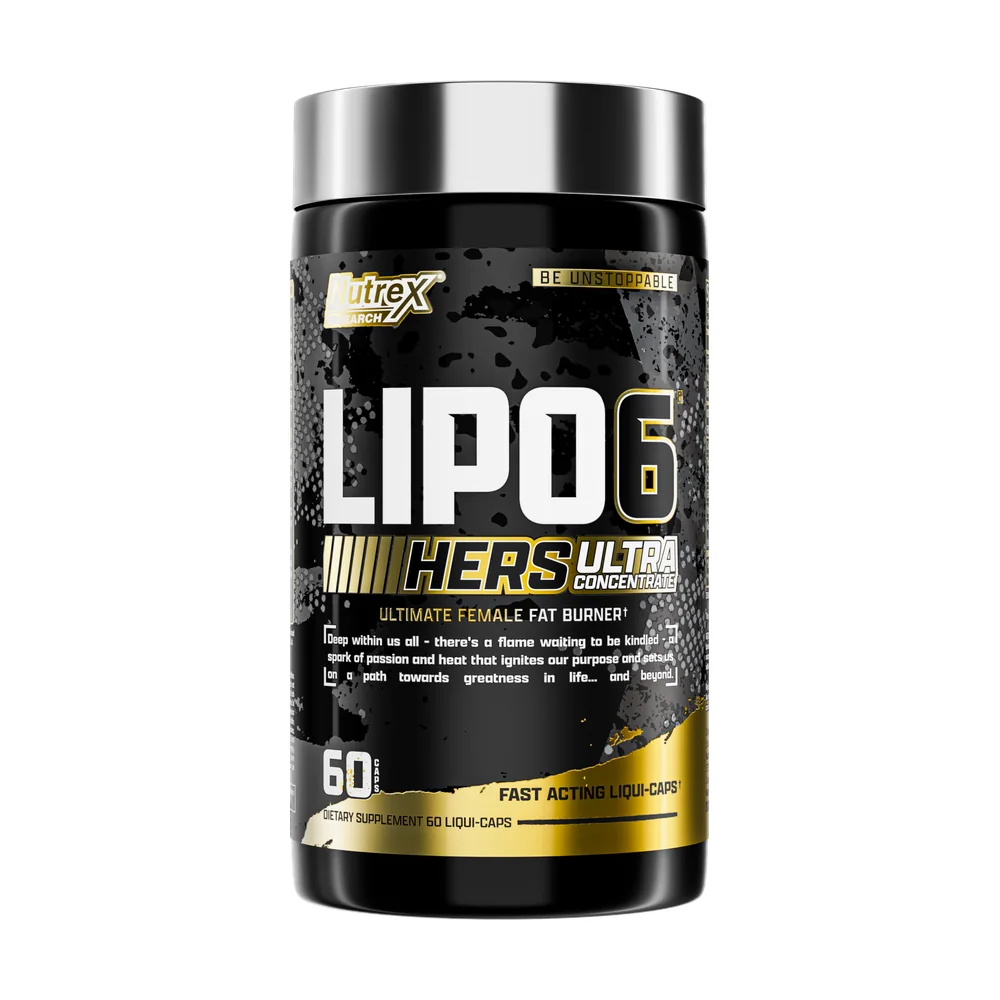 Nutrex®
RESEARCH
BE UNSTOPPABLE
LIPO6
HERS ULTRA
CONCENTRATE
ULTIMATE FEMALE FAT BURNER†
Deep within us all - there's a flame waiting to be kindled - a
spark of passion and heat that ignites our purpose and sets us
on a path towards greatness in life... and beyond.
60 CAPS
FAST ACTING LIQUI-CAPS†
DIETARY SUPPLEMENT 60 LIQUI-CAPS